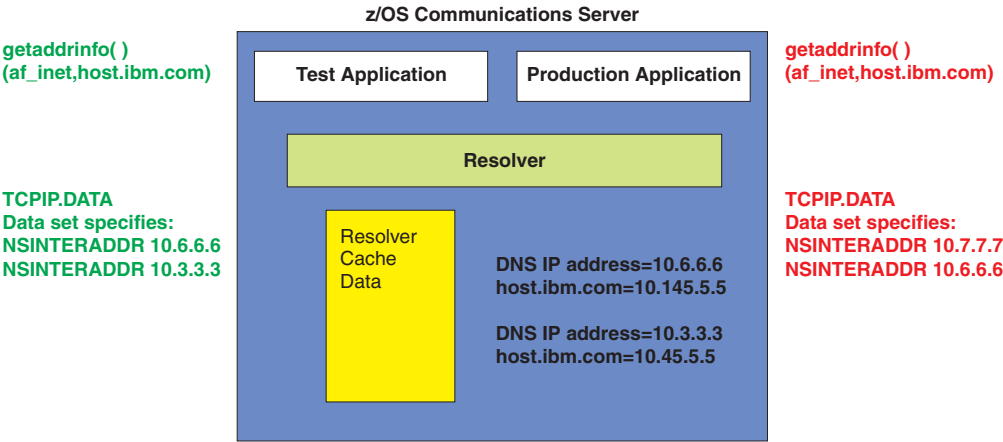 z/OS Communications Server
getaddrinfo( )
(af_inet,host.ibm.com)
Test Application
Production Application
getaddrinfo( )
(af_inet,host.ibm.com)
Resolver
TCPIP.DATA
Data set specifies:
NSINTERADDR 10.6.6.6
NSINTERADDR 10.3.3.3
Resolver
Cache
Data
DNS IP address=10.6.6.6
host.ibm.com=10.145.5.5
DNS IP address=10.3.3.3
host.ibm.com=10.45.5.5
TCPIP.DATA
Data set specifies:
NSINTERADDR 10.7.7.7
NSINTERADDR 10.6.6.6